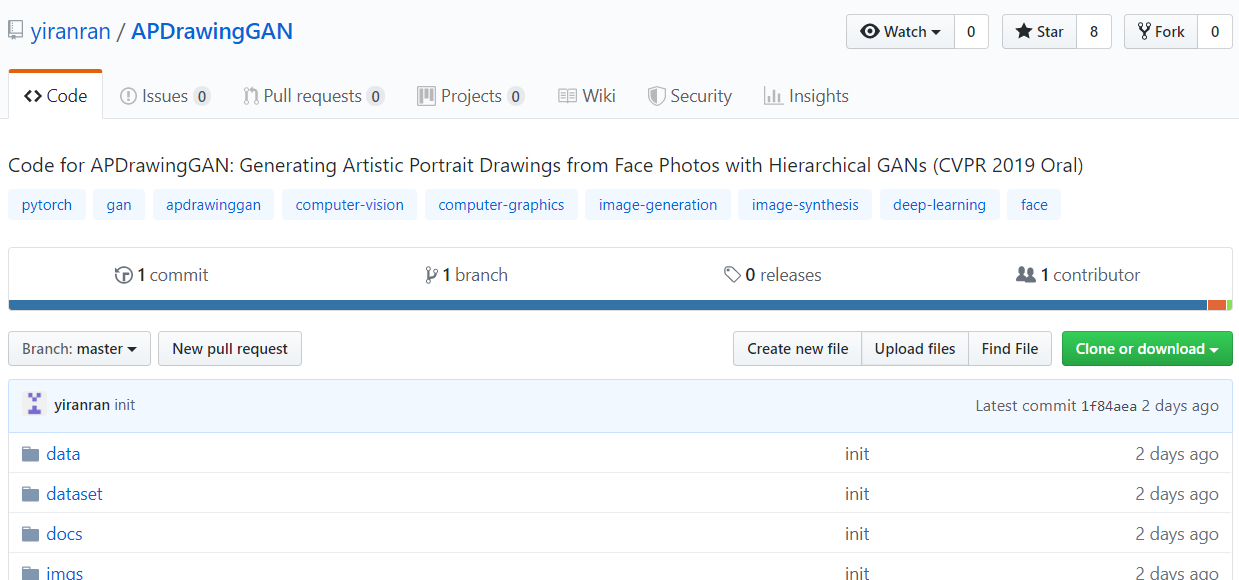 yiranran / APDrawingGAN Watch 0 Star 8 Fork 0
Code Issues 0 Pull requests 0 Projects 0 Wiki Security Insights
Code for APDrawingGAN: Generating Artistic Portrait Drawings from Face Photos with Hierarchical GANs (CVPR 2019 Oral)
pytorch gan apdrawinggan computer-vision computer-graphics image-generation image-synthesis deep-learning face
1 commit 1 branch 0 releases 1 contributor
Branch: master New pull request Create new file Upload files Find File Clone or download
yiranran init Latest commit 1f84aea 2 days ago
data init 2 days ago
dataset init 2 days ago
docs init 2 days ago
imgs init 2 days ago